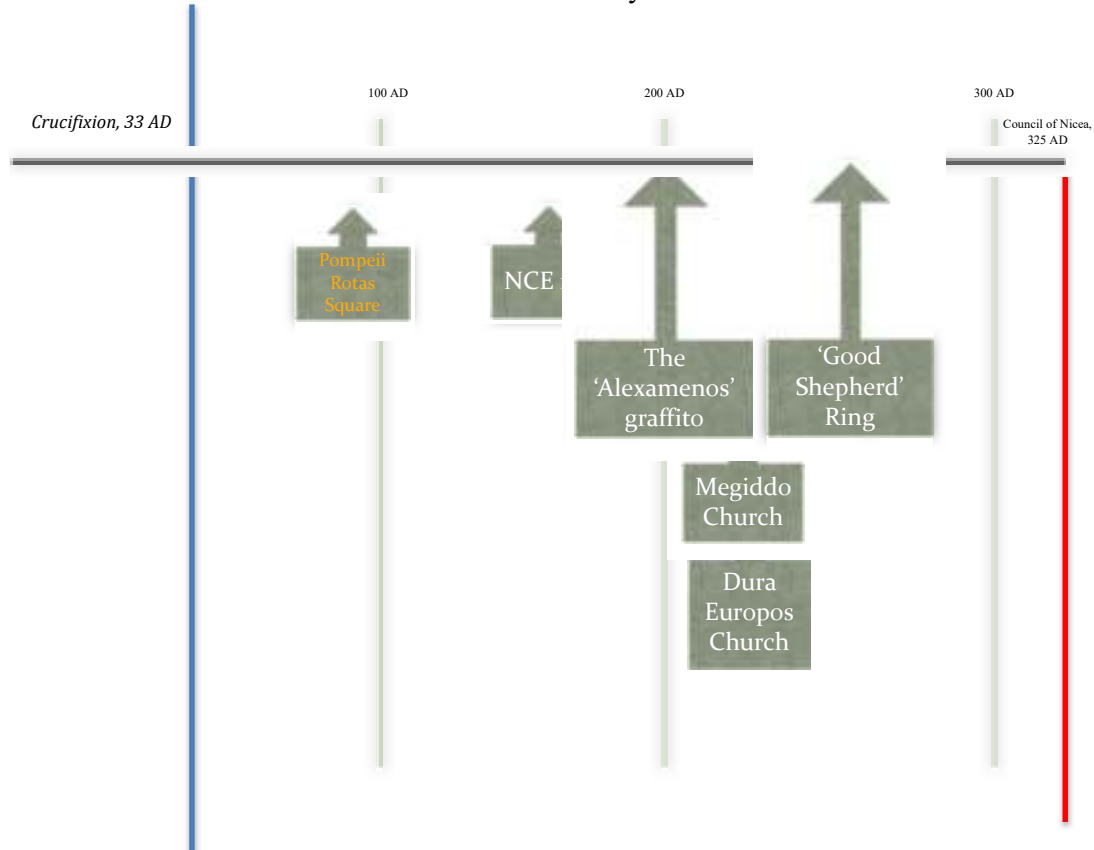 100 AD
200 AD
300 AD
Crucifixion, 33 AD
Council of Nicea,
325 AD
Pompeii
Rotas
Square
NCE
The
‘Alexamenos’
graffito
‘Good
Shepherd’
Ring
Megiddo
Church
Dura
Europos
Church